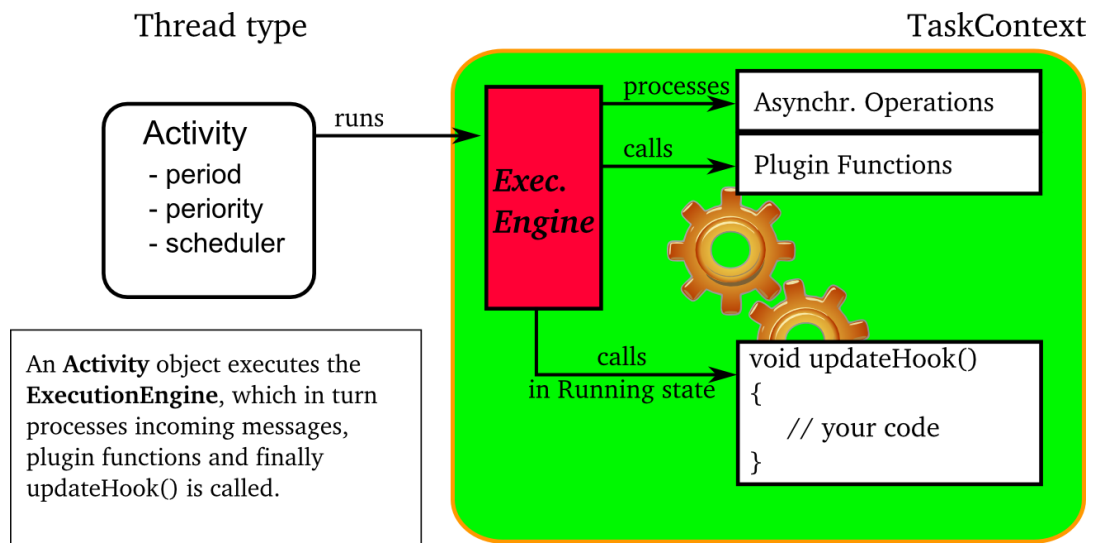 Thread type
TaskContext
Activity
- period
- periority
- scheduler
runs
Exec.
Engine
processes
calls
Asynchr. Operations
Plugin Functions
calls
in Running state
void updateHook()
{
// your code
}
An Activity object executes the
ExecutionEngine, which in turn
processes incoming messages,
plugin functions and finally
updateHook() is called.